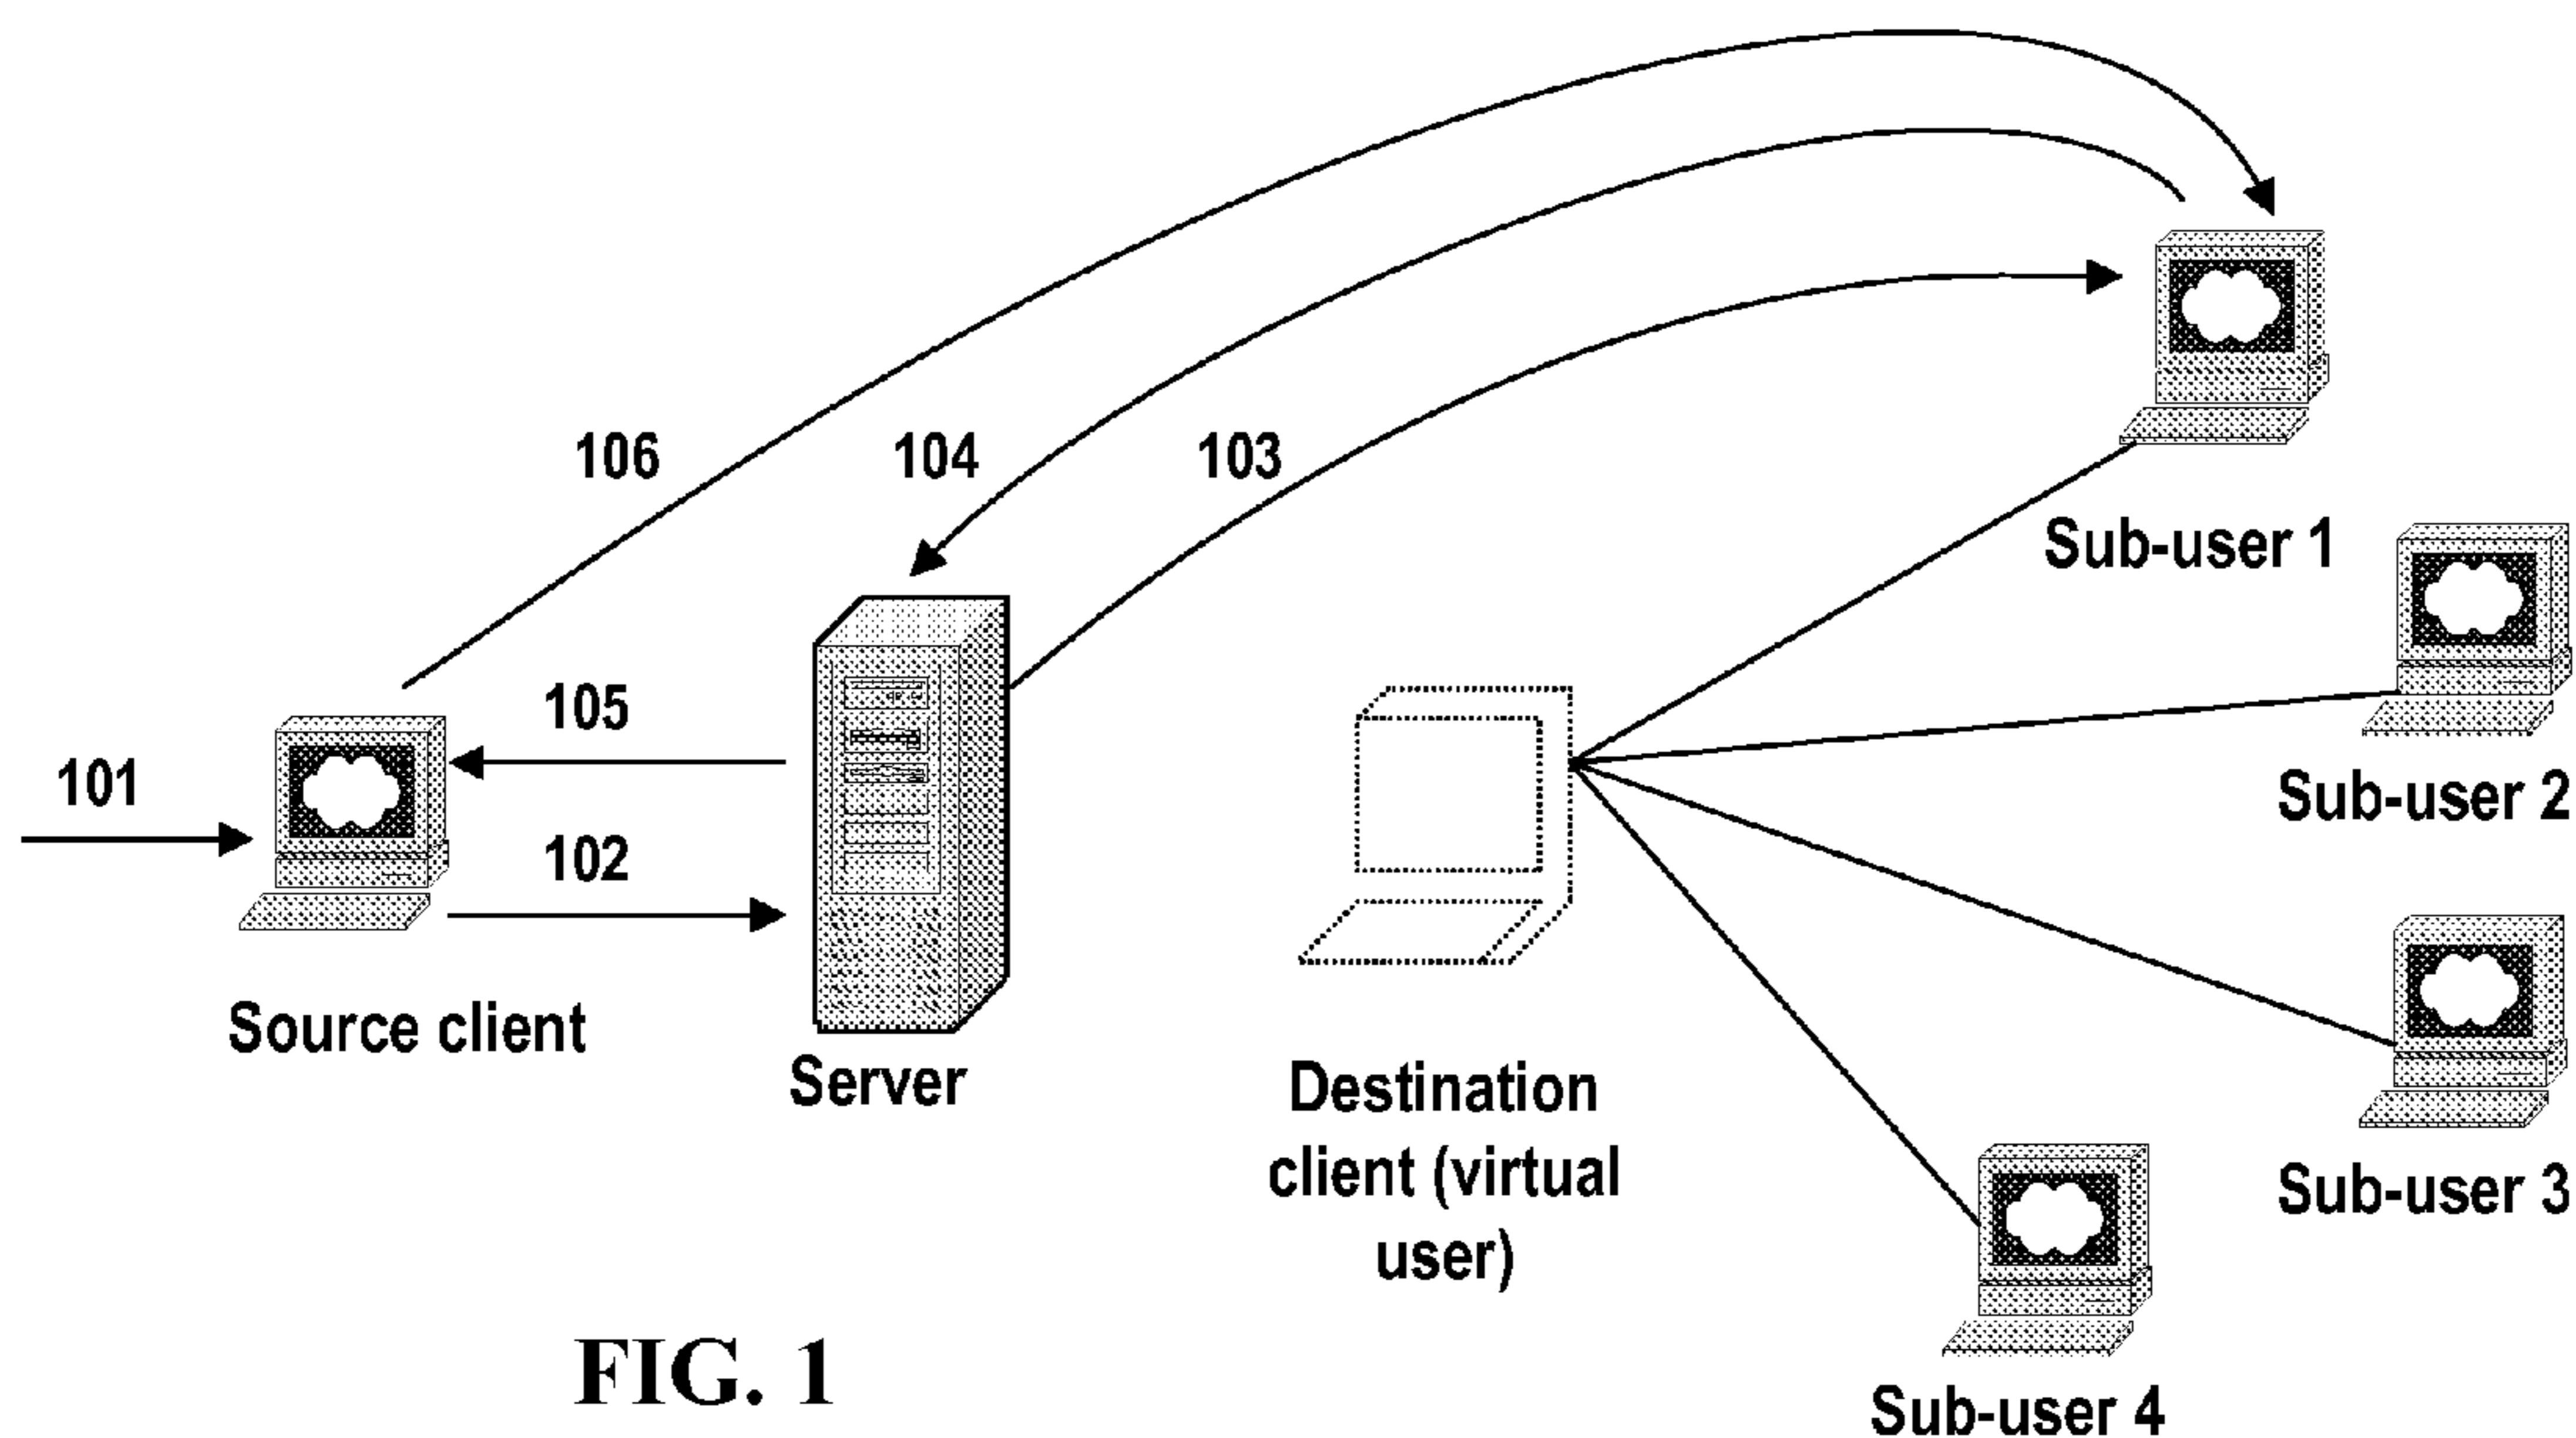 106
104
103
Sub-user 1
105
101
Sub-user 2
102
Source client
Server
Destination
client (virtual
user)
Sub-user 3
FIG. 1
Sub-user 4